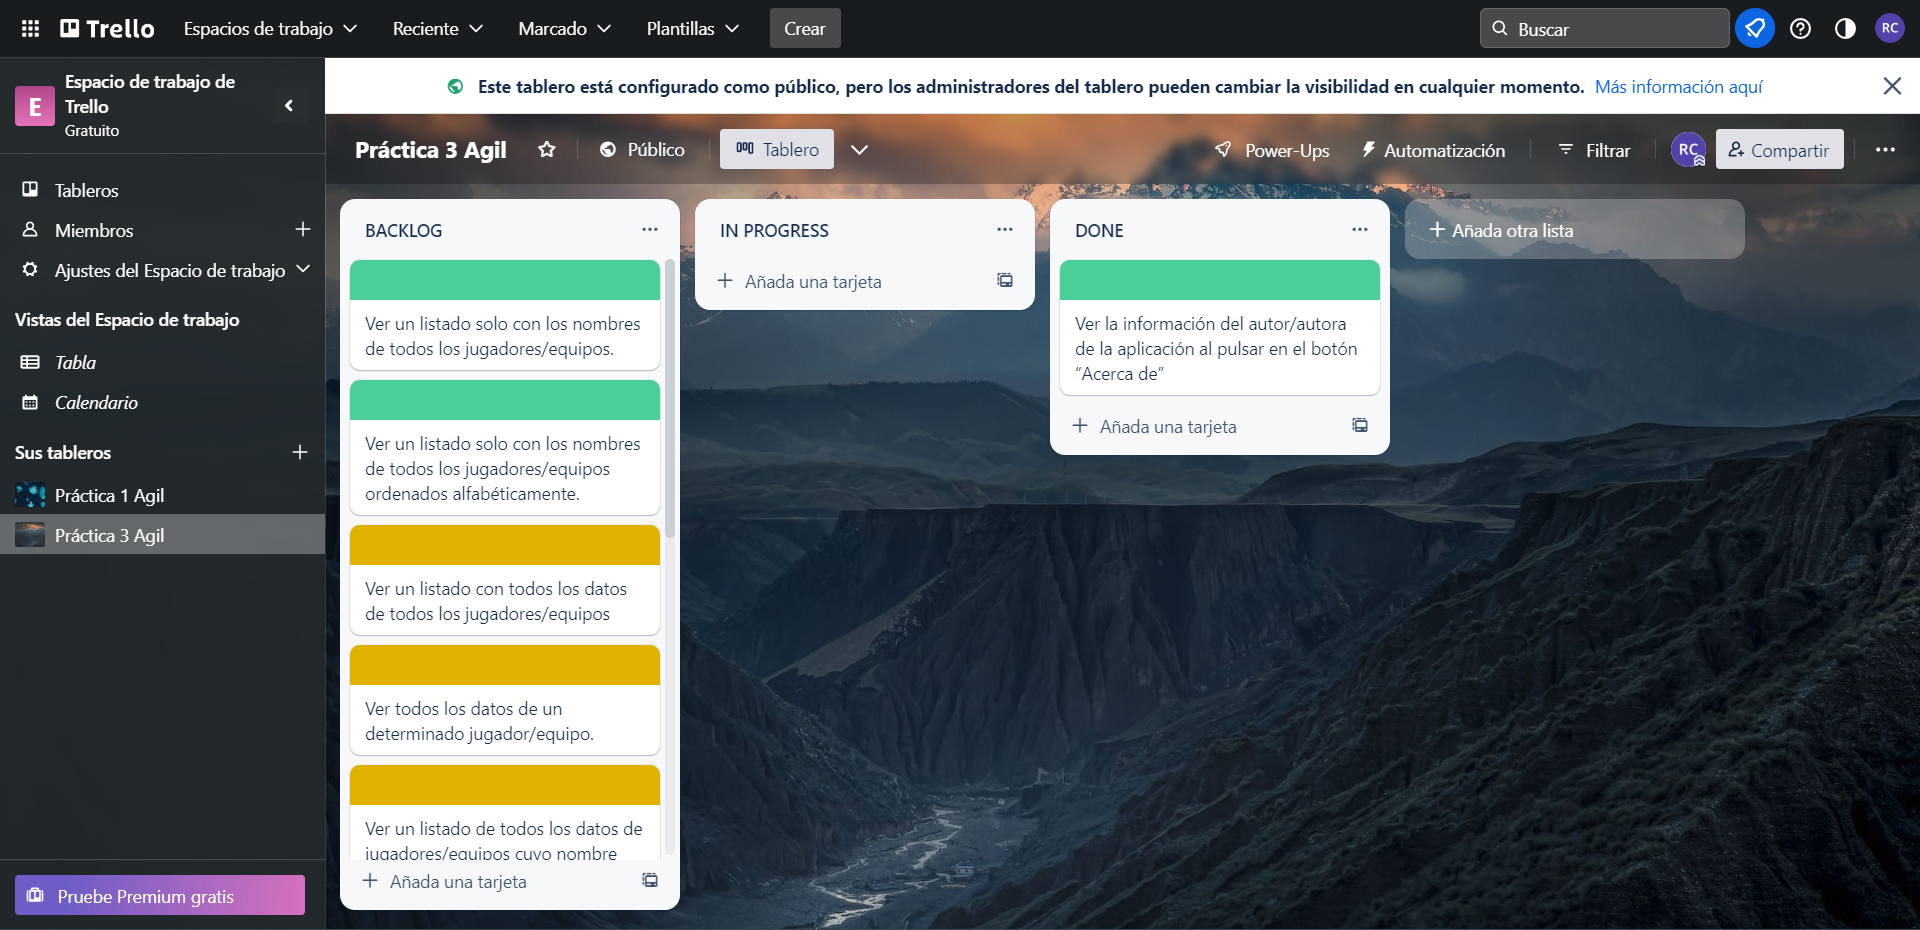 Trello
Espacios de trabajo
Reciente
Marcado
Plantillas
Crear
Buscar
RC
E
Espacio de trabajo de
Trello
Gratuito
Este tablero está configurado como público, pero los administradores del tablero pueden cambiar la visibilidad en cualquier momento. Más información aquí
Práctica 3 Agil
Público
Tablero
Power-Ups
Automatización
Filtrar
RC
Compartir
Tableros
Miembros
Ajustes del Espacio de trabajo
Vistas del Espacio de trabajo
Tabla
Calendario
Sus tableros
Práctica 1 Agil
Práctica 3 Agil
Pruebe Premium gratis
BACKLOG
Ver un listado solo con los nombres
de todos los jugadores/equipos.
Ver un listado solo con los nombres
de todos los jugadores/equipos
ordenados alfabéticamente.
Ver un listado con todos los datos
de todos los jugadores/equipos
Ver todos los datos de un
determinado jugador/equipo.
Ver un listado de todos los datos de
jugadores/equipos cuyo nombre
Añada una tarjeta
IN PROGRESS
Añada una tarjeta
DONE
Ver la información del autor/autora
de la aplicación al pulsar en el botón
“Acerca de”
Añada una tarjeta
Añada otra lista